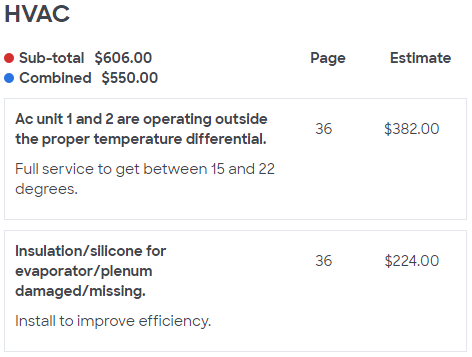 HVAC
Sub-total $606.00 Page Estimate
Combined $550.00
Ac unit 1 and 2 are operating outside
the proper temperature differential. 36 $382.00
Full service to get between 15 and 22
degrees.
Insulation/silicone for
evaporator/plenum 36 $224.00
damaged/missing.
Install to improve efficiency.